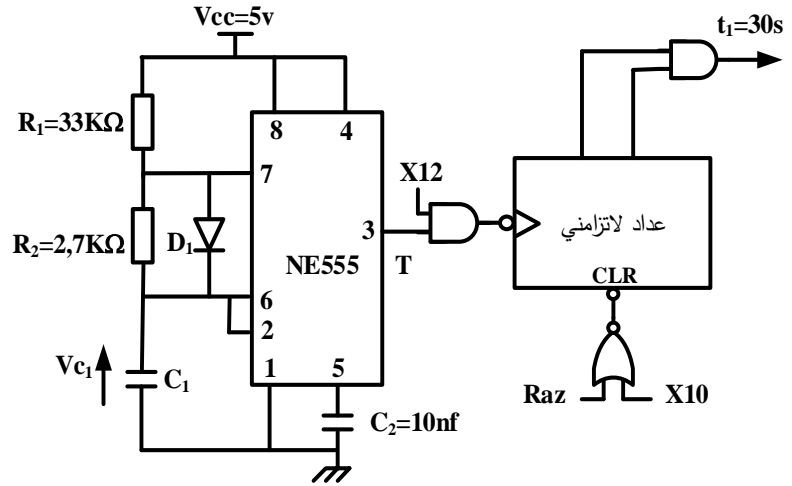 Vcc=5v
t₁=30s
R₁=33KΩ
8
4
7
X12
R₂=2,7KΩ
D₁
3
عداد لاتزامني
NE555
T
CLR
6
2
Vc₁
C₁
1
5
C₂=10nf
Raz
X10